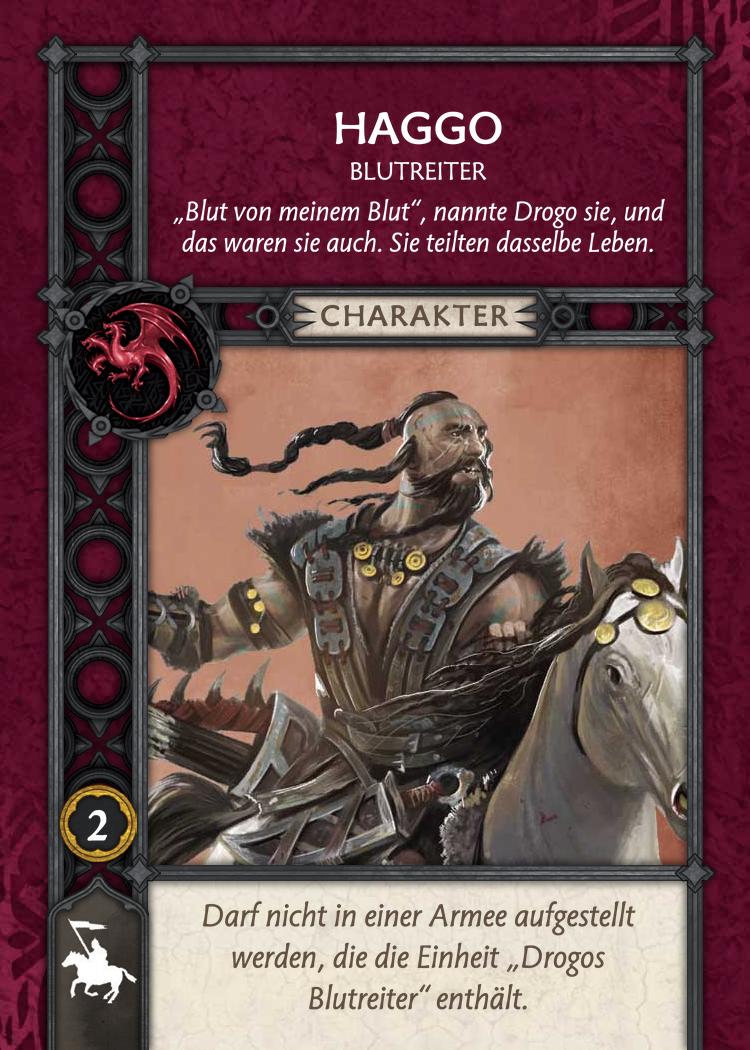 HAGGO
BLUTREITER
„Blut von meinem Blut“, nannte Drogo sie, und
das waren sie auch. Sie teilten dasselbe Leben.
CHARAKTER
2
Darf nicht in einer Armee aufgestellt
werden, die die Einheit „Drogos
Blutreiter“ enthält.